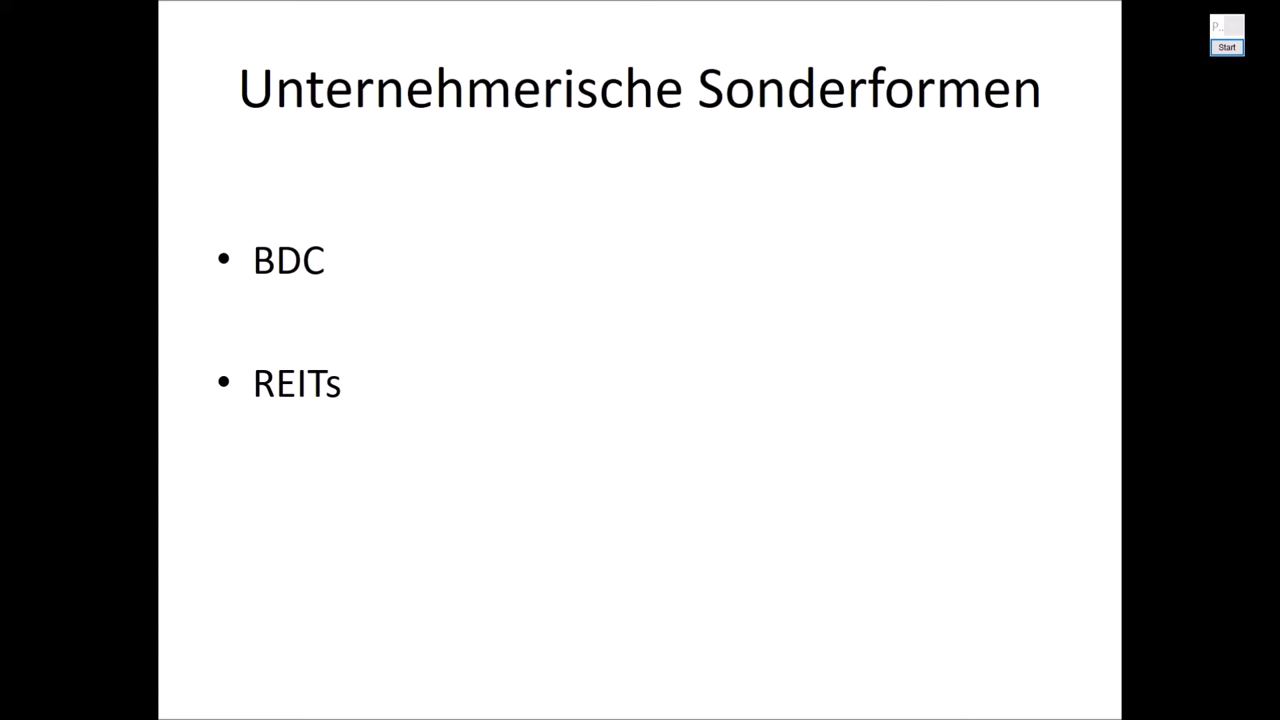 Unternehmerische Sonderformen
• BDC
• REITs
P..
Start